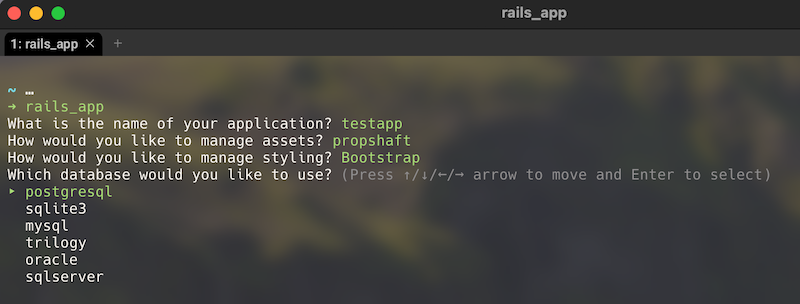 rails_app
1: rails_app ✕ +
~ …
➜ rails_app
What is the name of your application? testapp
How would you like to manage assets? propshaft
How would you like to manage styling? Bootstrap
Which database would you like to use? (Press ↑/↓/←/→ arrow to move and Enter to select)
‣ postgresql
sqlite3
mysql
trilogy
oracle
sqlserver